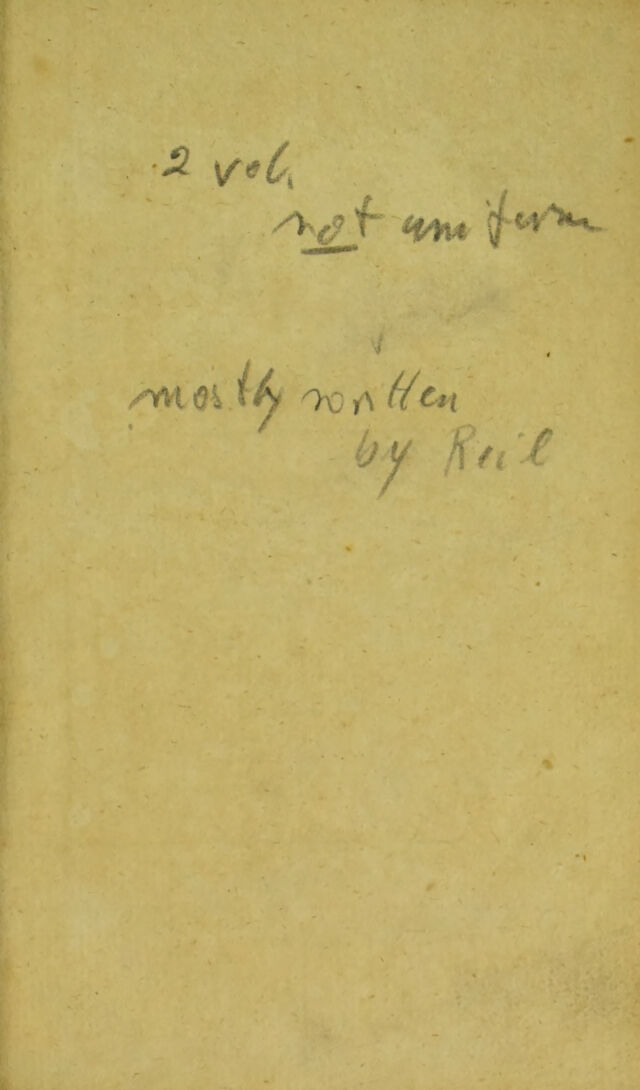 2 vol.
not uniform
mostly written
by Reil